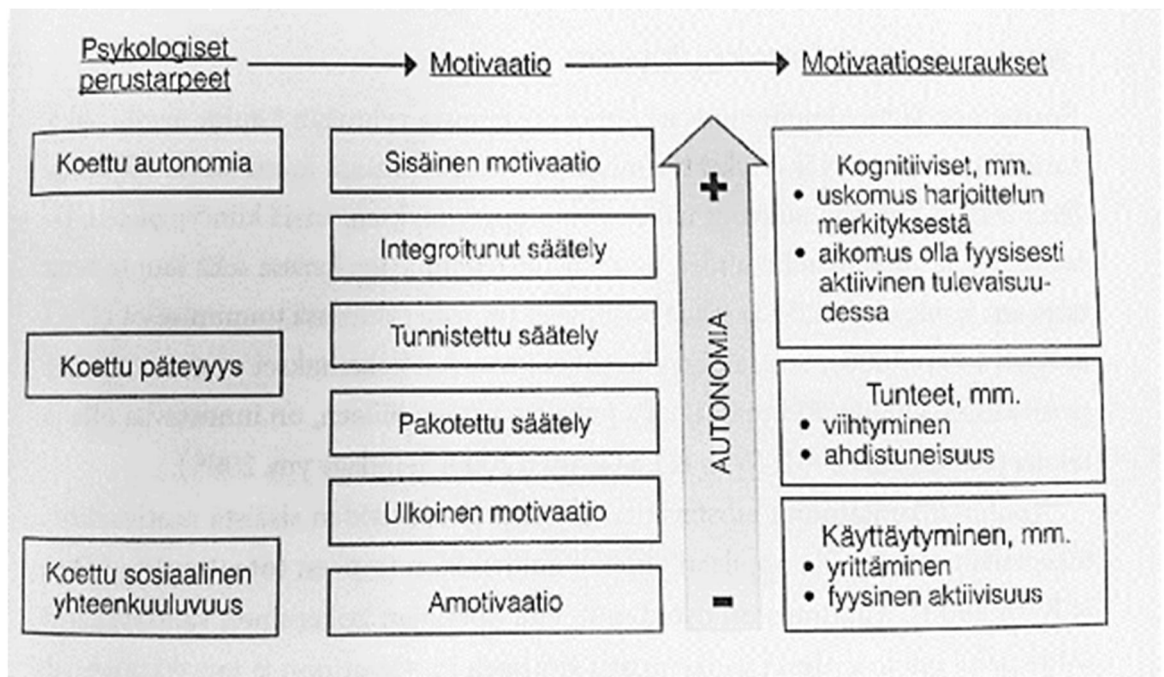 Psykologiset
perustarpeet
Motivaatio
Motivaatioseuraukset
Koettu autonomia
Koettu pätevyys
Koettu sosiaalinen
yhteenkuuluvuus
Sisäinen motivaatio
Integroitunut säätely
Tunnistettu säätely
Pakotettu säätely
Ulkoinen motivaatio
Amotivaatio
+
AUTONOMIA
-
Kognitiiviset, mm.
• uskomus harjoittelun
merkityksestä
• aikomus olla fyysisesti
aktiivinen tulevaisuu-
dessa
Tunteet, mm.
• viihtyminen
• ahdistuneisuus
Käyttäytyminen, mm.
• yrittäminen
• fyysinen aktiivisuus